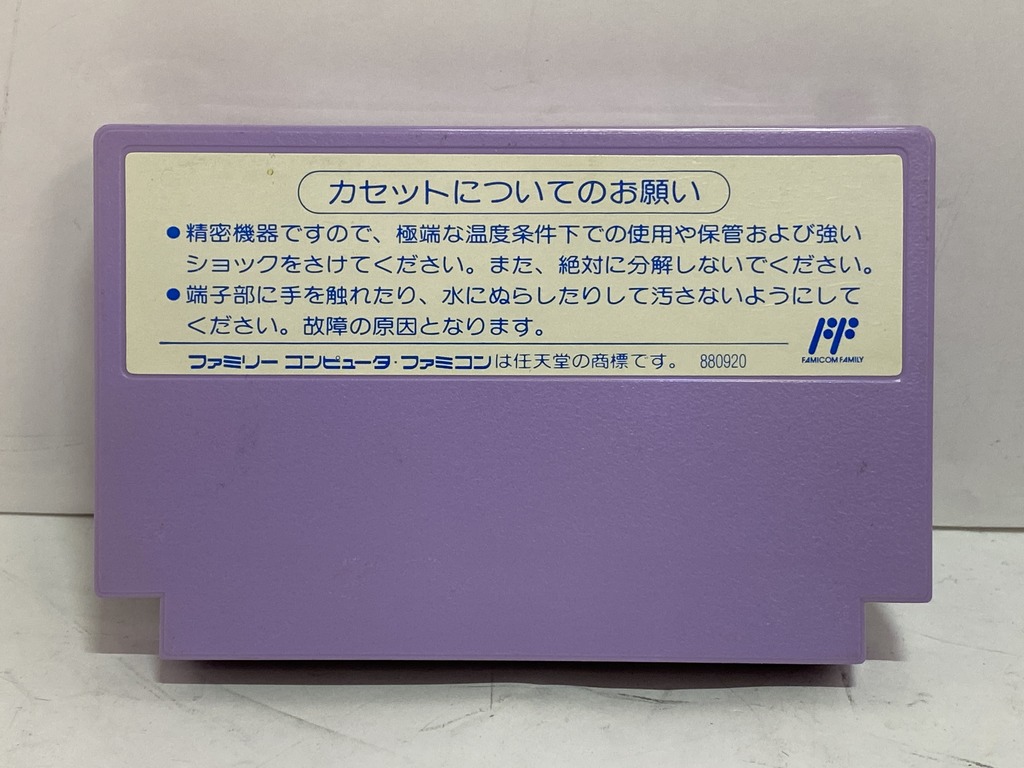 カセットについてのお願い
●精密機器ですので、極端な温度条件下での使用や保管および強い
ショックをさけてください。また、絶対に分解しないでください。
●端子部に手を触れたり、水にぬらしたりして汚さないようにして
ください。故障の原因となります。
ファミリー コンピュータ・ファミコンは任天堂の商標です。 880920
FF
FAMICOM FAMILY